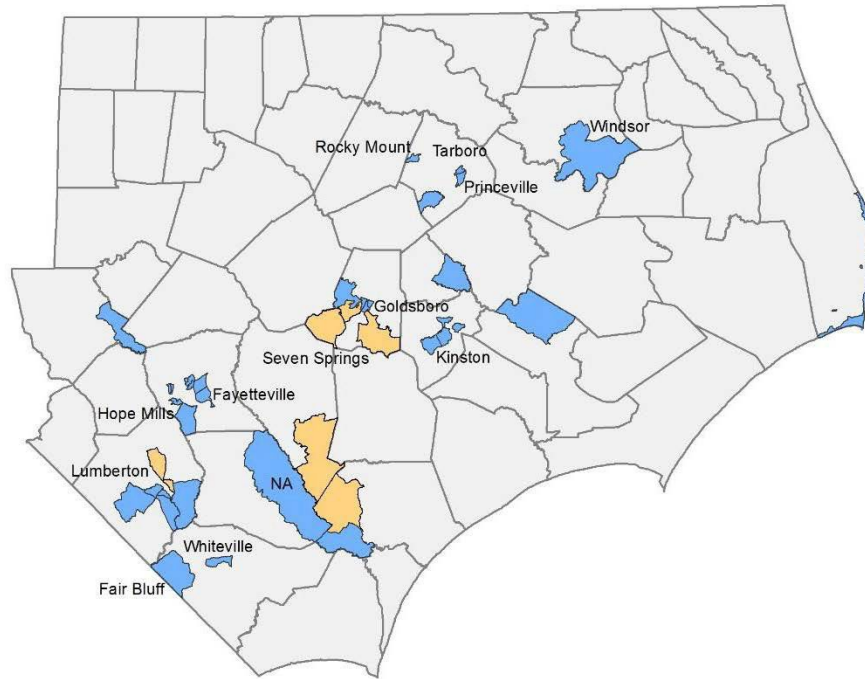 Windsor
Rocky Mount
Tarboro
Princeville
Goldsboro
Seven Springs
Kinston
Fayetteville
Hope Mills
Lumberton
NA
Whiteville
Fair Bluff